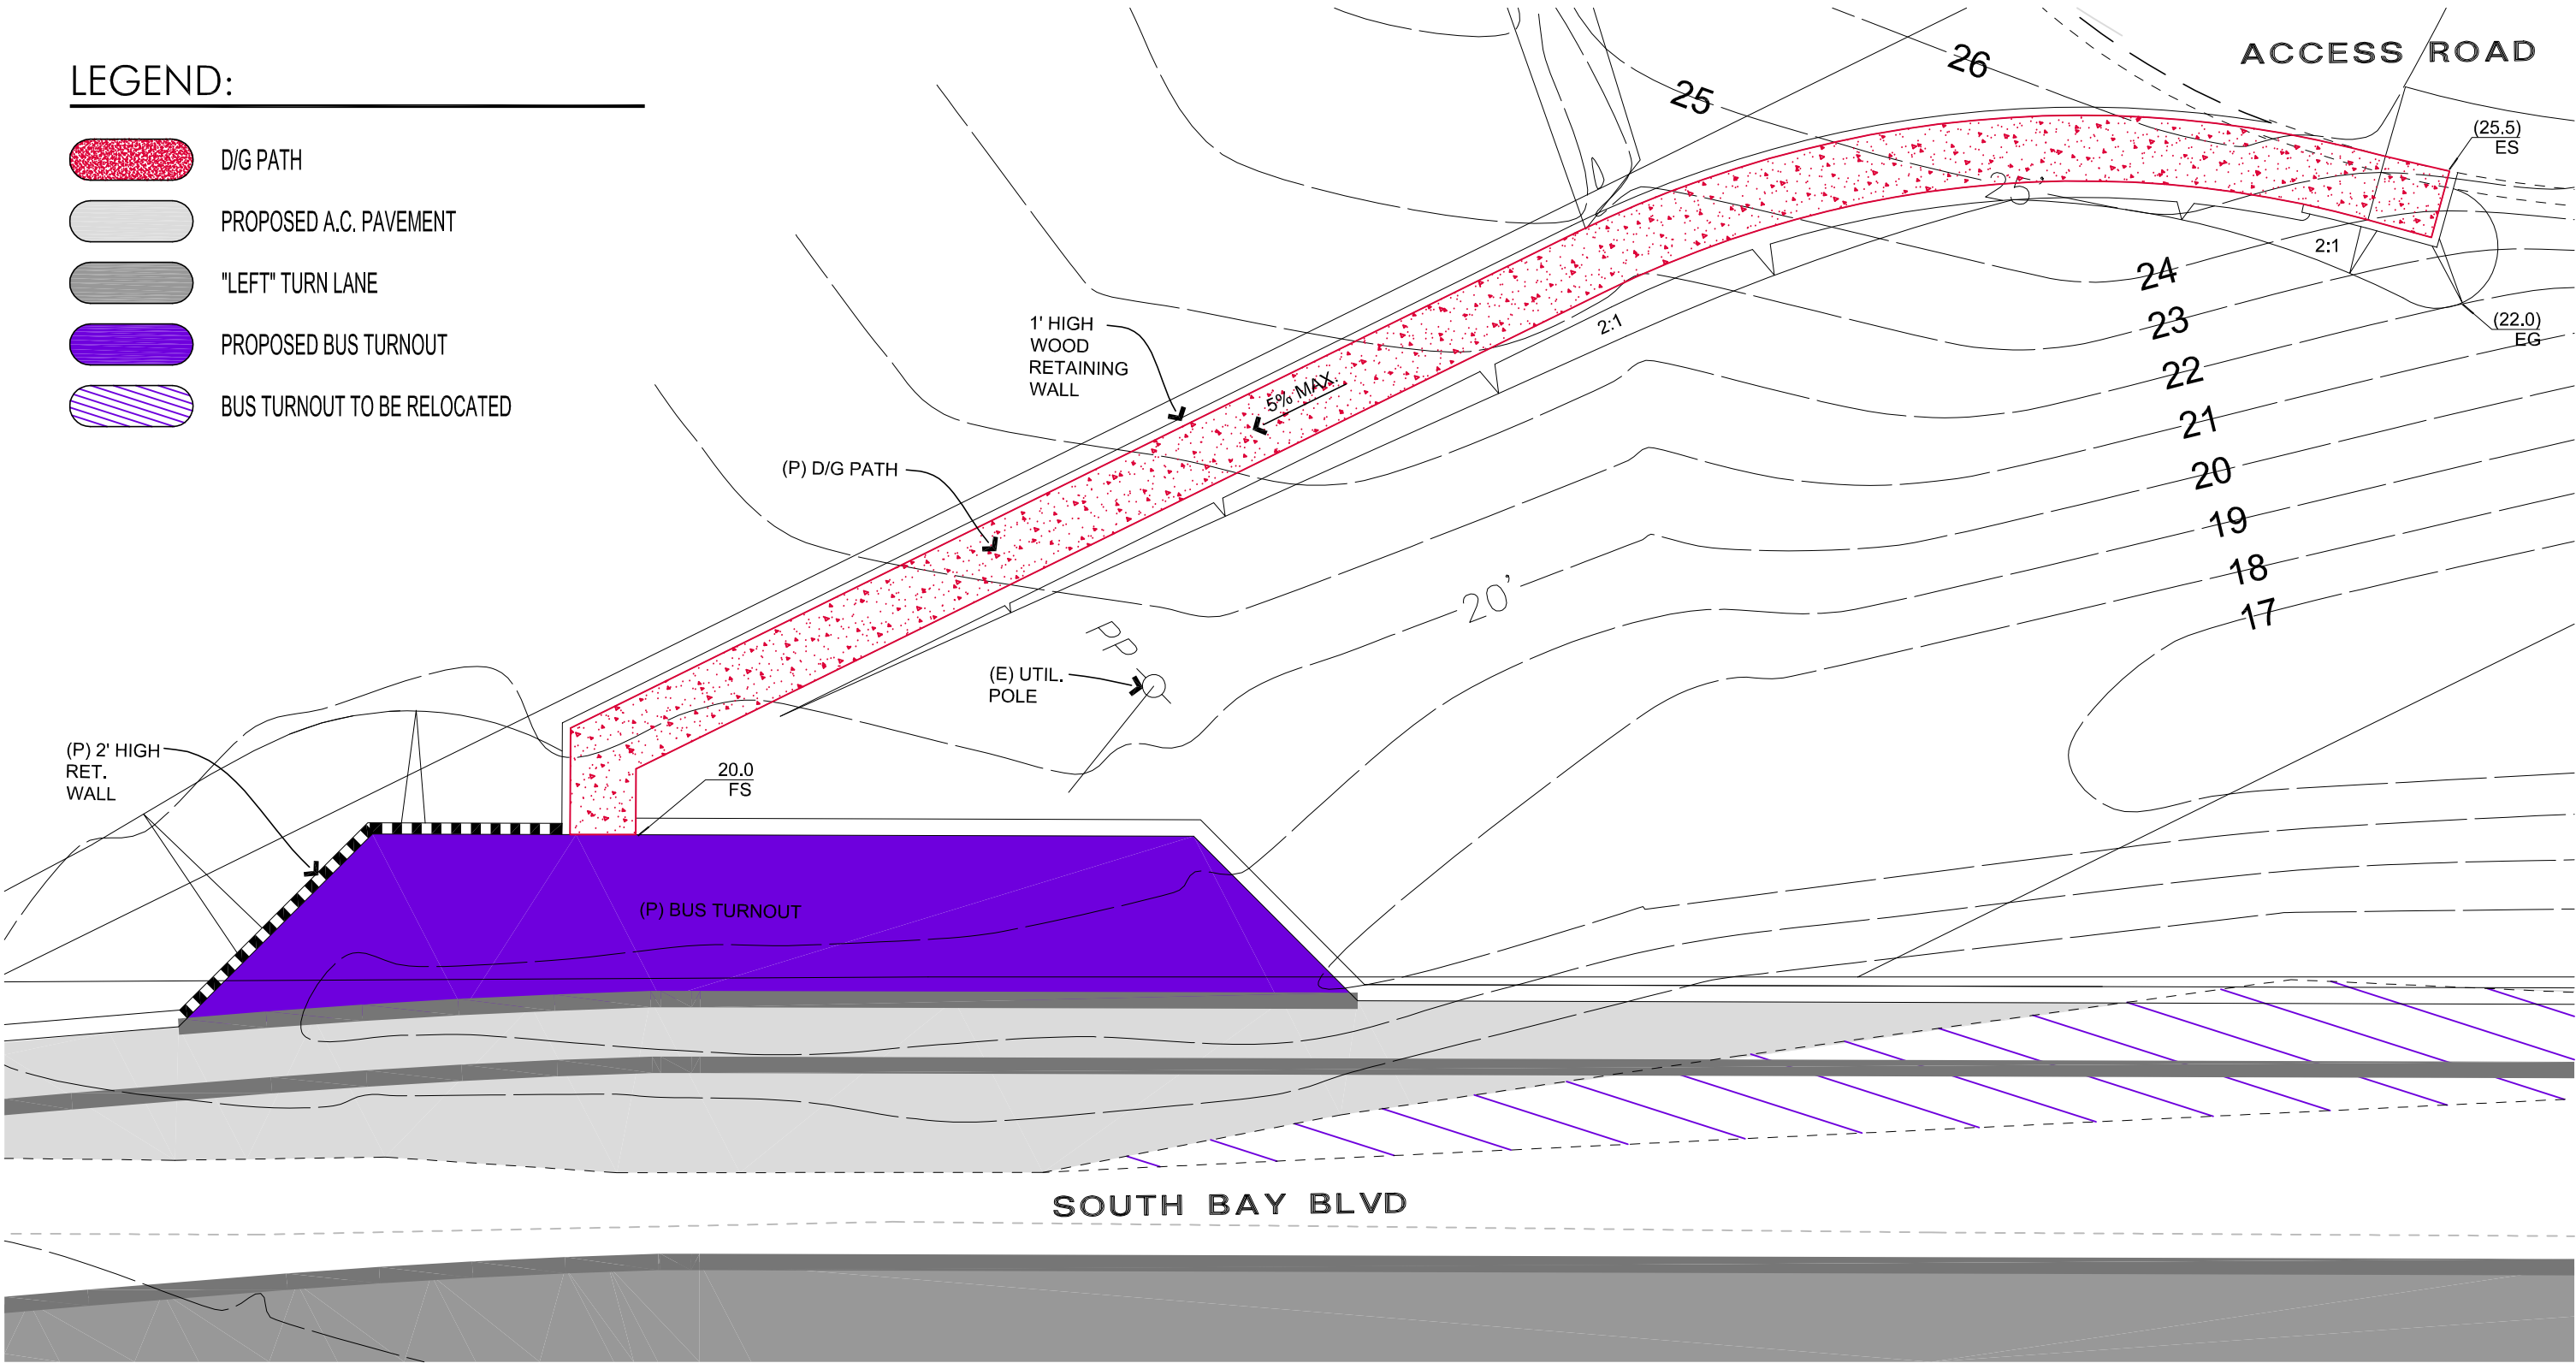 LEGEND:
D/G PATH
PROPOSED A.C. PAVEMENT
"LEFT" TURN LANE
PROPOSED BUS TURNOUT
BUS TURNOUT TO BE RELOCATED
ACCESS ROAD
26
25
(25.5)
ES
25'
2:1
24
23
22
21
20
19
18
17
(22.0)
EG
1' HIGH
WOOD
RETAINING
WALL
2:1
5% MAX.
(P) D/G PATH
20'
PP
(E) UTIL.
POLE
(P) 2' HIGH
RET.
WALL
20.0
FS
(P) BUS TURNOUT
SOUTH BAY BLVD